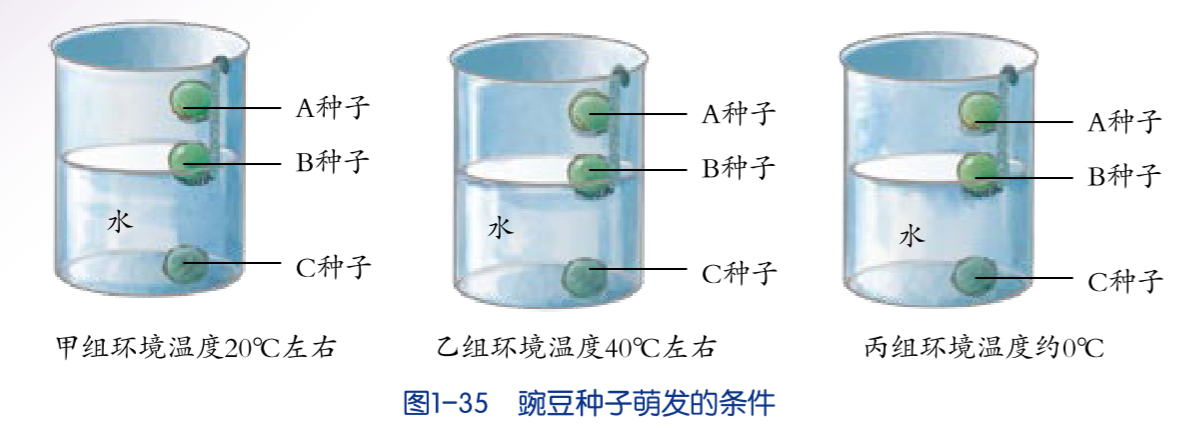 A种子
B种子
水
C种子
甲组环境温度20℃左右
A种子
B种子
水
C种子
乙组环境温度40℃左右
A种子
B种子
水
C种子
丙组环境温度约0℃
图1-35 豌豆种子萌发的条件